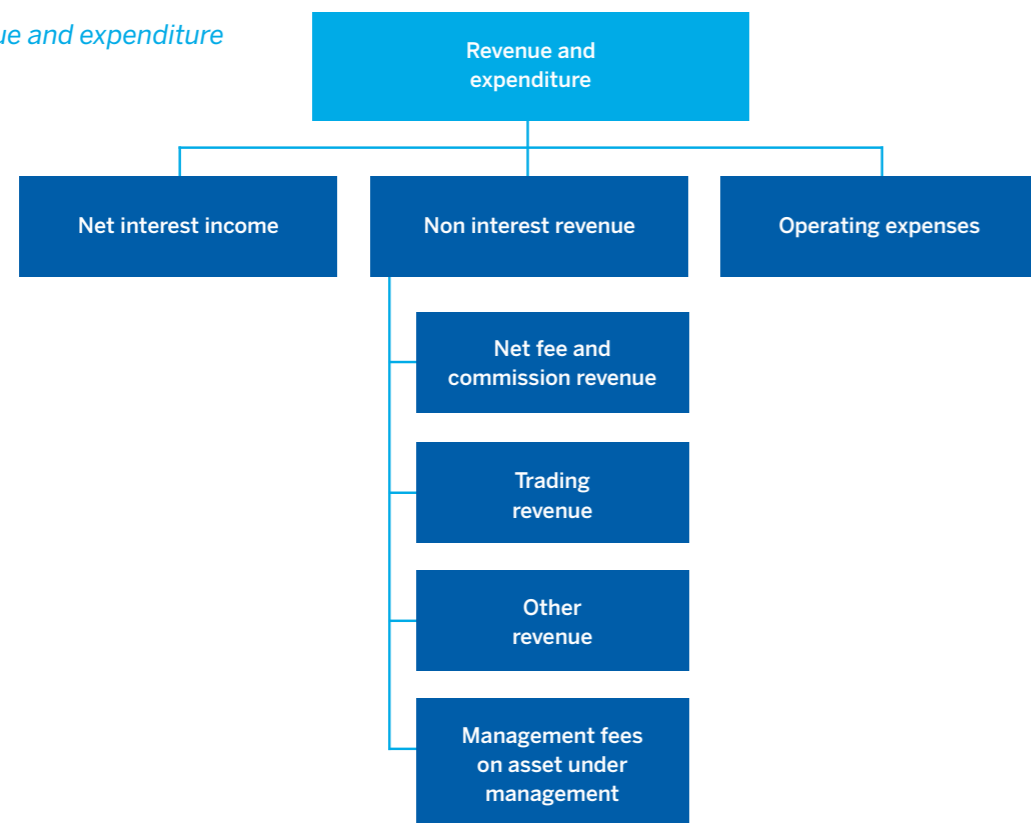 and expenditure
Revenue and
expenditure
Net interest income
Non interest revenue
Operating expenses
Net fee and
commission revenue
Trading
revenue
Other
revenue
Management fees
on asset under
management